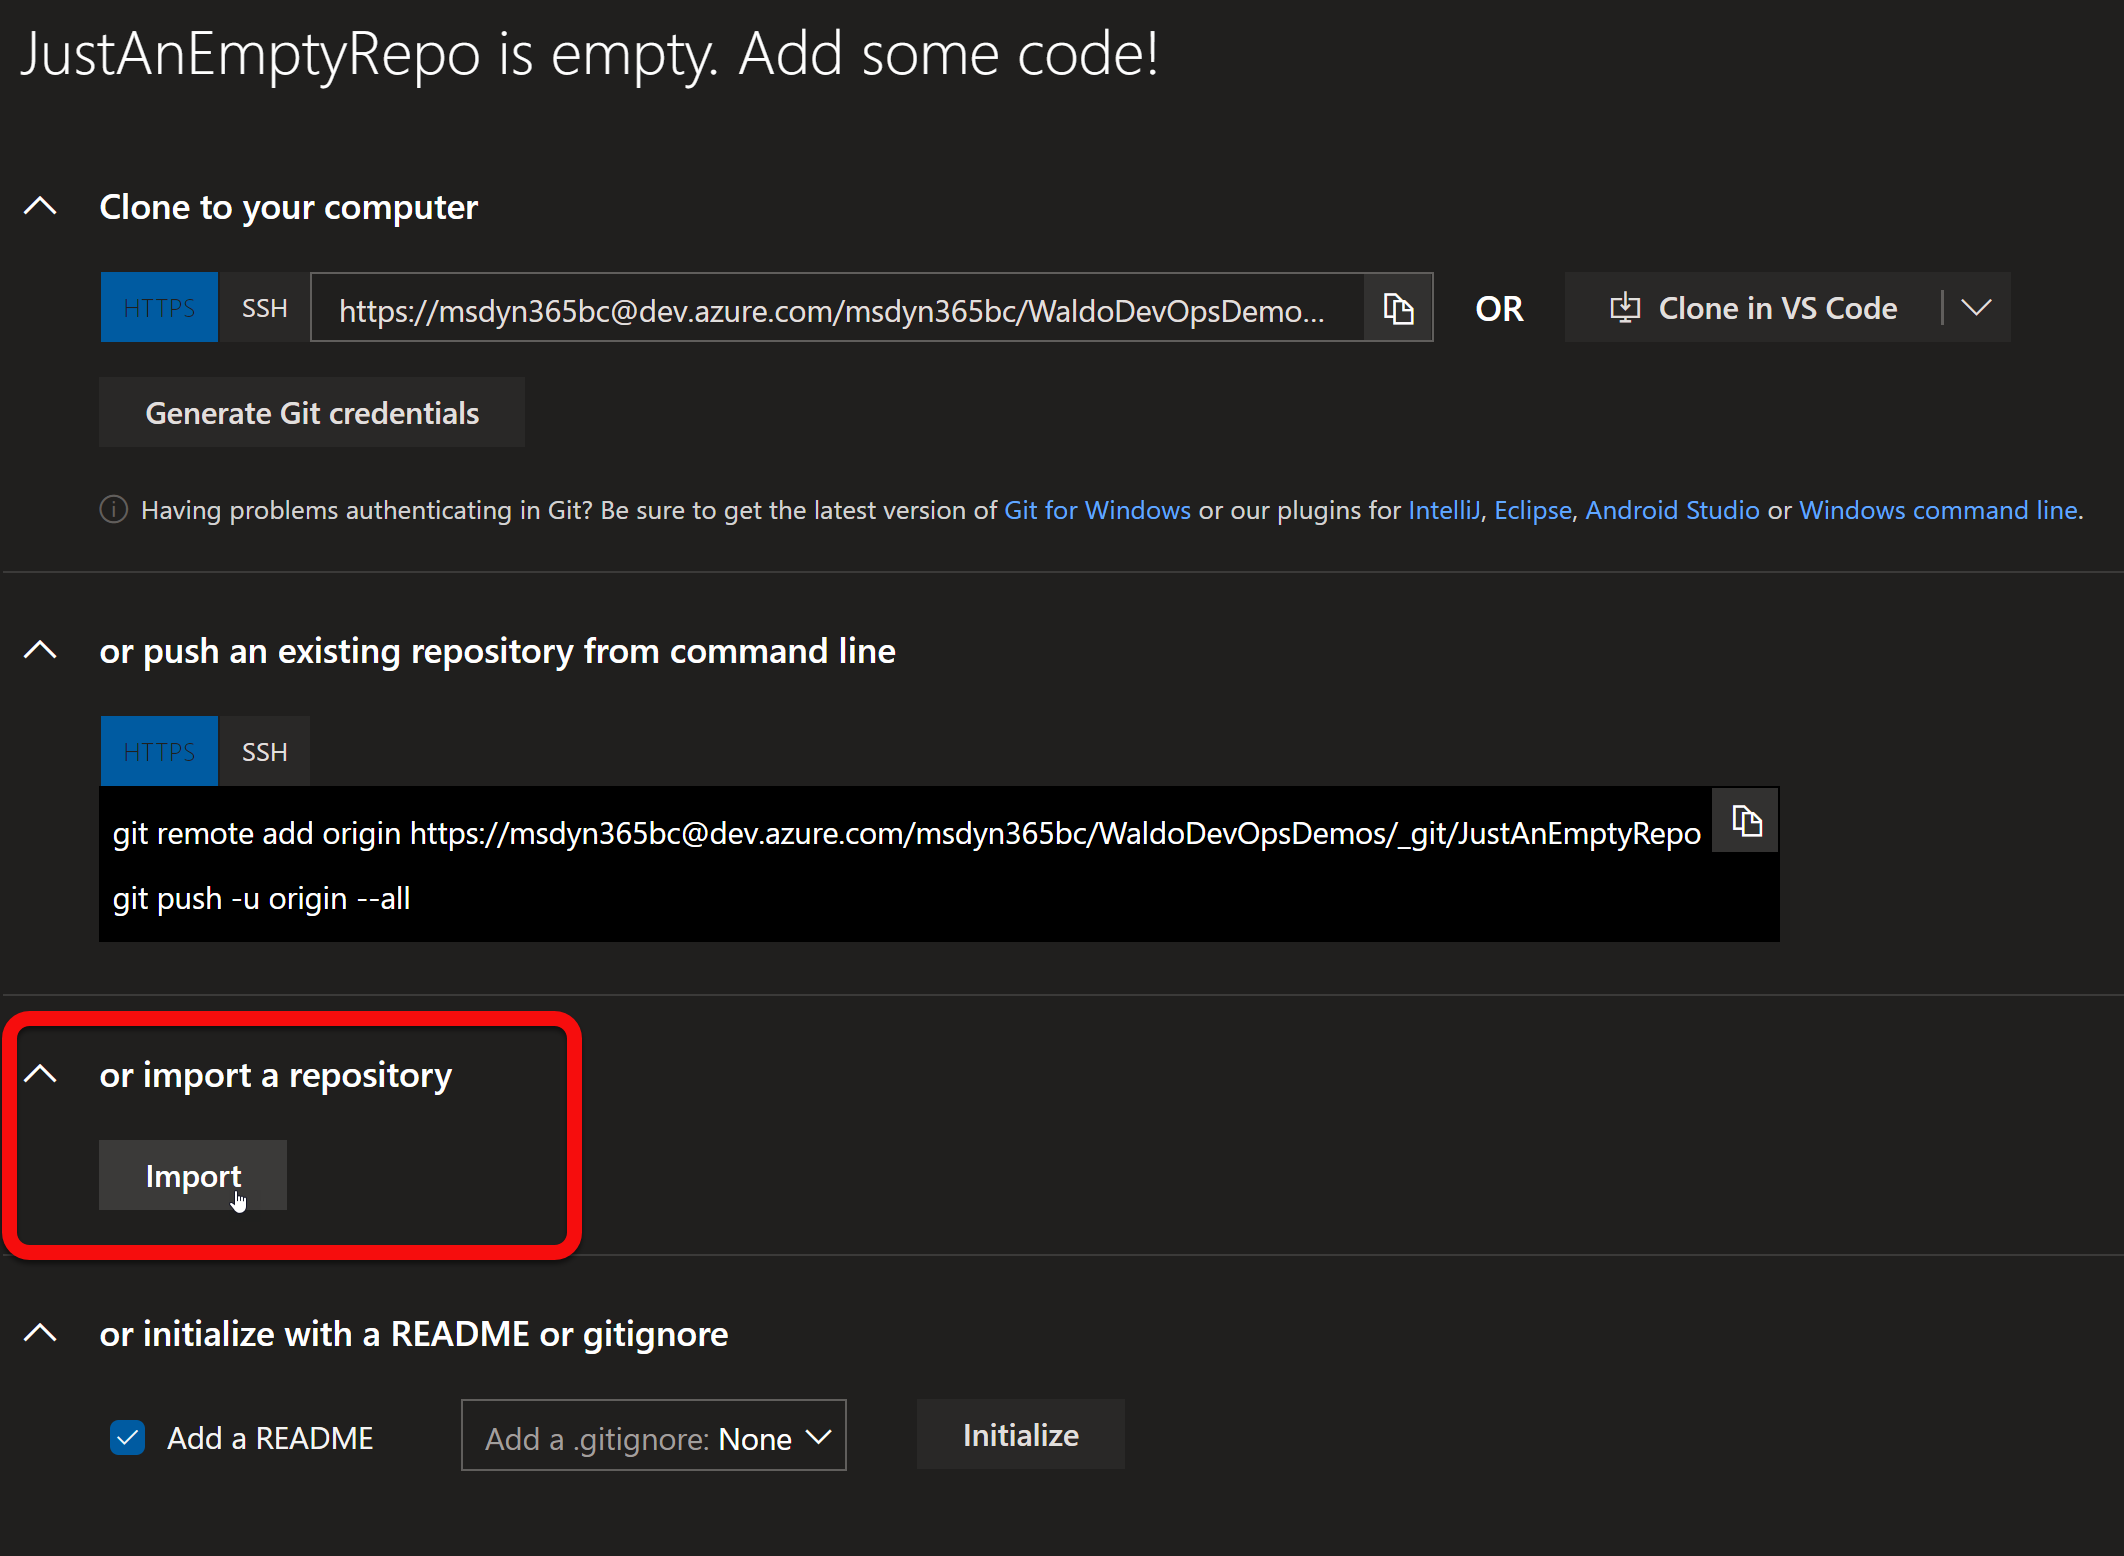 JustAnEmptyRepo is empty. Add some code!
Clone to your computer
HTTPS SSH https://msdyn365bc@dev.azure.com/msdyn365bc/WaldoDevOpsDemo... OR Clone in VS Code
Generate Git credentials
Having problems authenticating in Git? Be sure to get the latest version of Git for Windows or our plugins for IntelliJ, Eclipse, Android Studio or Windows command line.
or push an existing repository from command line
HTTPS SSH
git remote add origin https://msdyn365bc@dev.azure.com/msdyn365bc/WaldoDevOpsDemos/_git/JustAnEmptyRepo
git push -u origin --all
or import a repository
Import
or initialize with a README or gitignore
Add a README Add a .gitignore: None Initialize